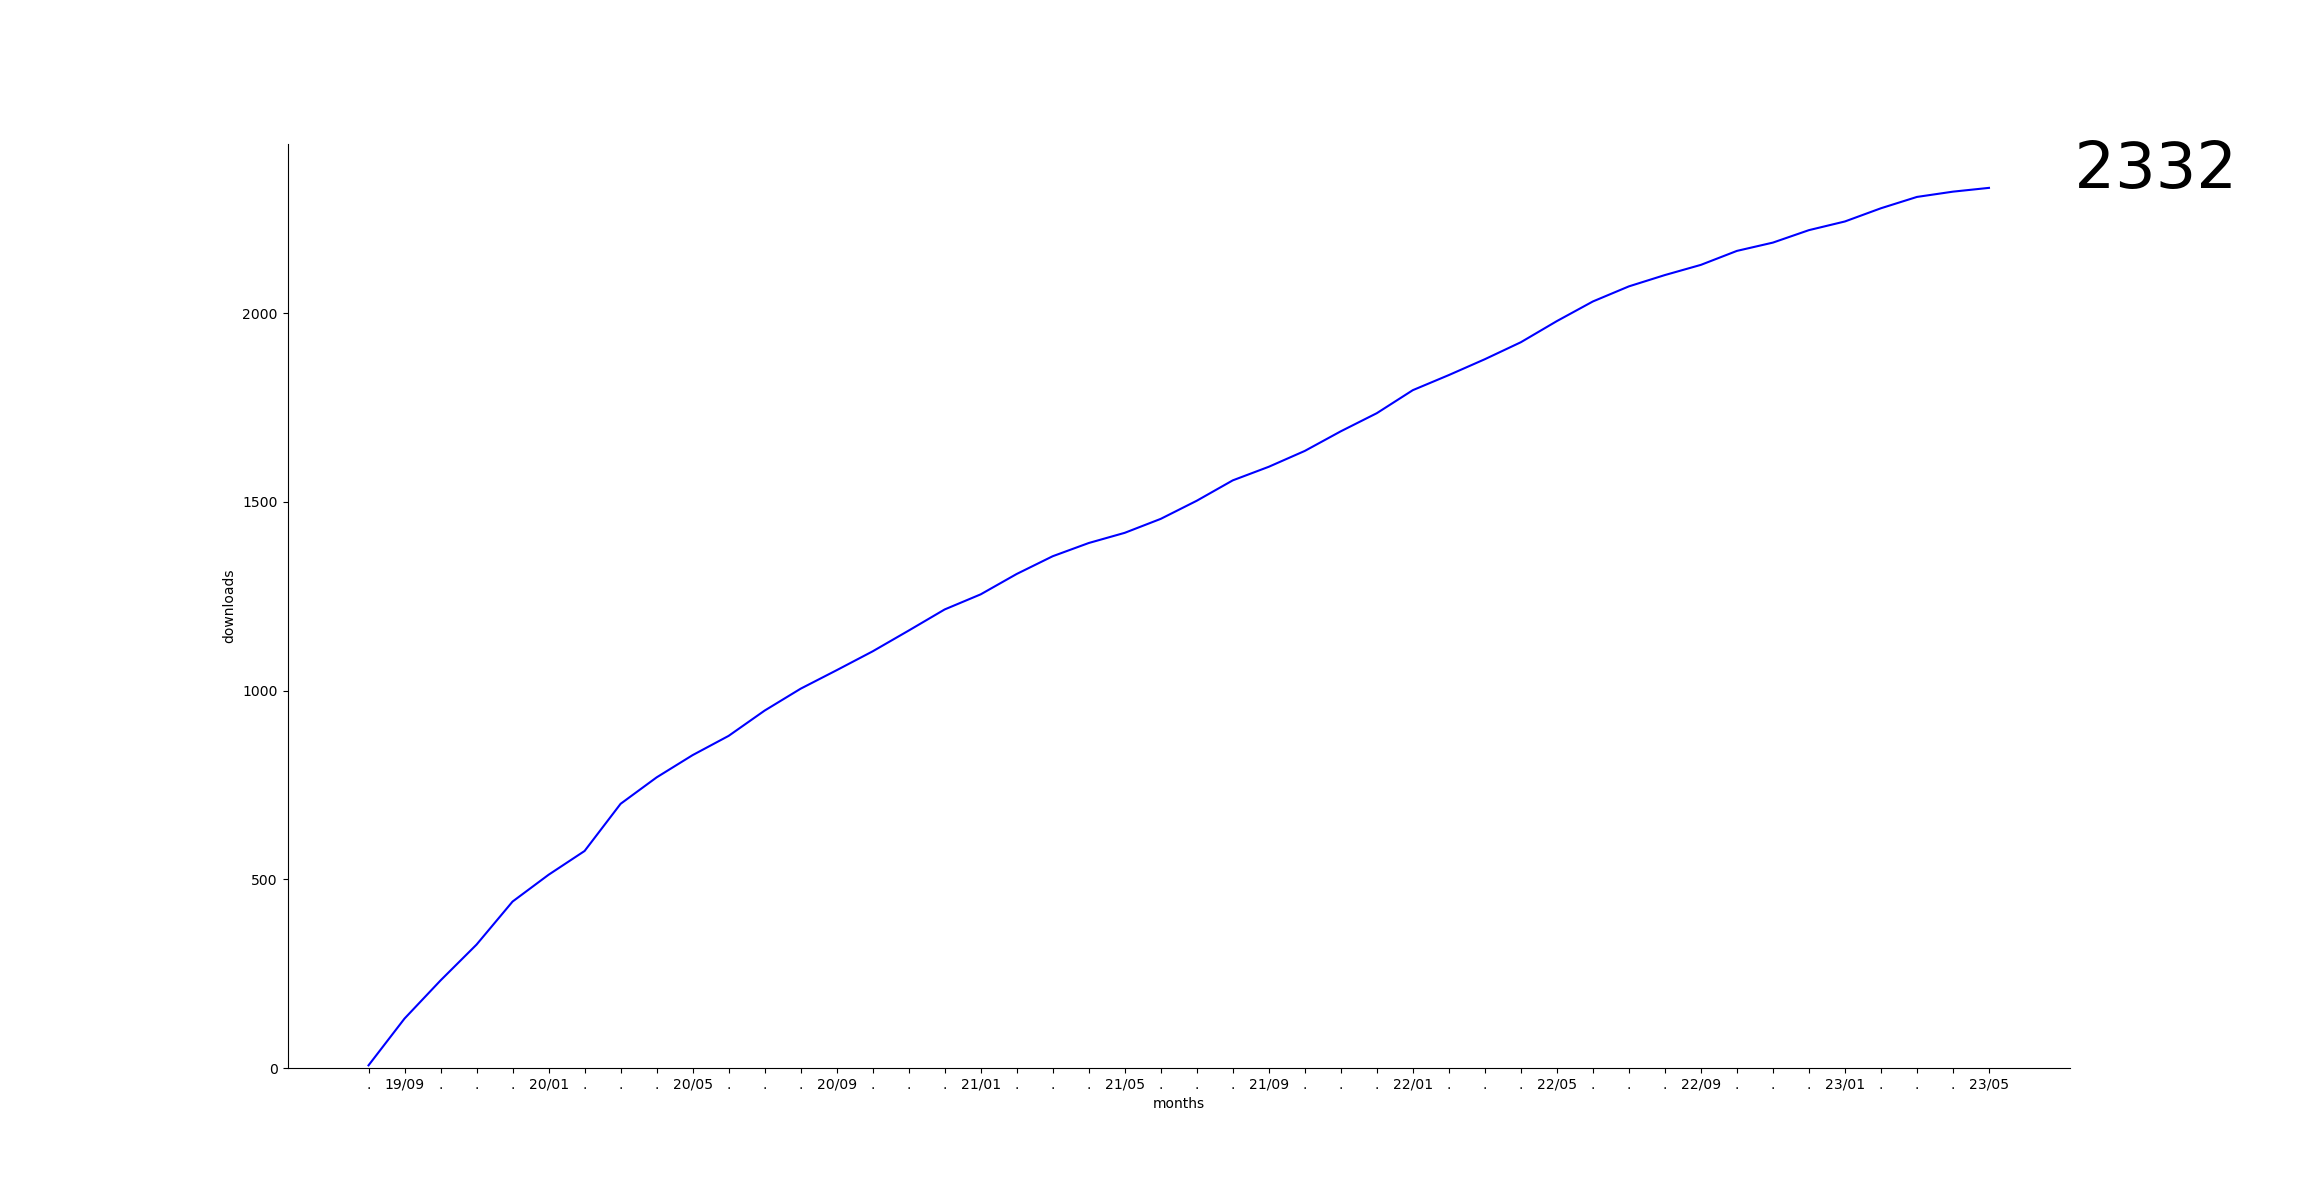 2332
2000
1500
1000
500
0
downloads
. 19/09 . . . 20/01 . . . 20/05 . . . 20/09 . . . 21/01 . . . 21/05 . . . 21/09 . . . 22/01 . . . 22/05 . . . 22/09 . . . 23/01 . . . 23/05
months